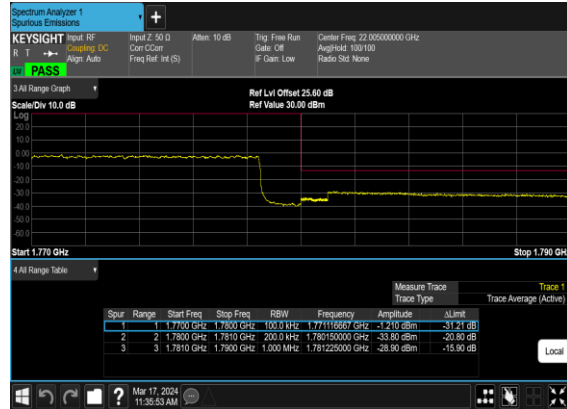 Spectrum Analyzer 1
Spurious Emissions
KEYSIGHT Input: RF Input Z: 50 Ω Atten: 10 dB Trig: Free Run Center Freq: 22.005000000 GHz
R T Coupling: DC Corr CCorr Gate: Off Avg|Hold: 100/100
Align: Auto Freq Ref: Int (S) IF Gain: Low Radio Std: None
LW PASS
3 All Range Graph
Ref Lvl Offset 25.60 dB
Scale/Div 10.0 dB Ref Value 30.00 dBm
Log
20.0
10.0
0.00
-10.0
-20.0
-30.0
-40.0
-50.0
-60.0
Start 1.770 GHz Stop 1.790 GH
4 All Range Table
Measure Trace Trace 1
Trace Type Trace Average (Active)
Spur Range Start Freq Stop Freq RBW Frequency Amplitude ΔLimit
1 1 1.7700 GHz 1.7800 GHz 100.0 kHz 1.771116667 GHz -1.210 dBm -31.21 dB
2 2 1.7800 GHz 1.7810 GHz 200.0 kHz 1.780150000 GHz -33.80 dBm -20.80 dB
3 3 1.7810 GHz 1.7900 GHz 1.000 MHz 1.781225000 GHz -28.90 dBm -15.90 dB
Local
? Mar 17, 2024
11:35:53 AM